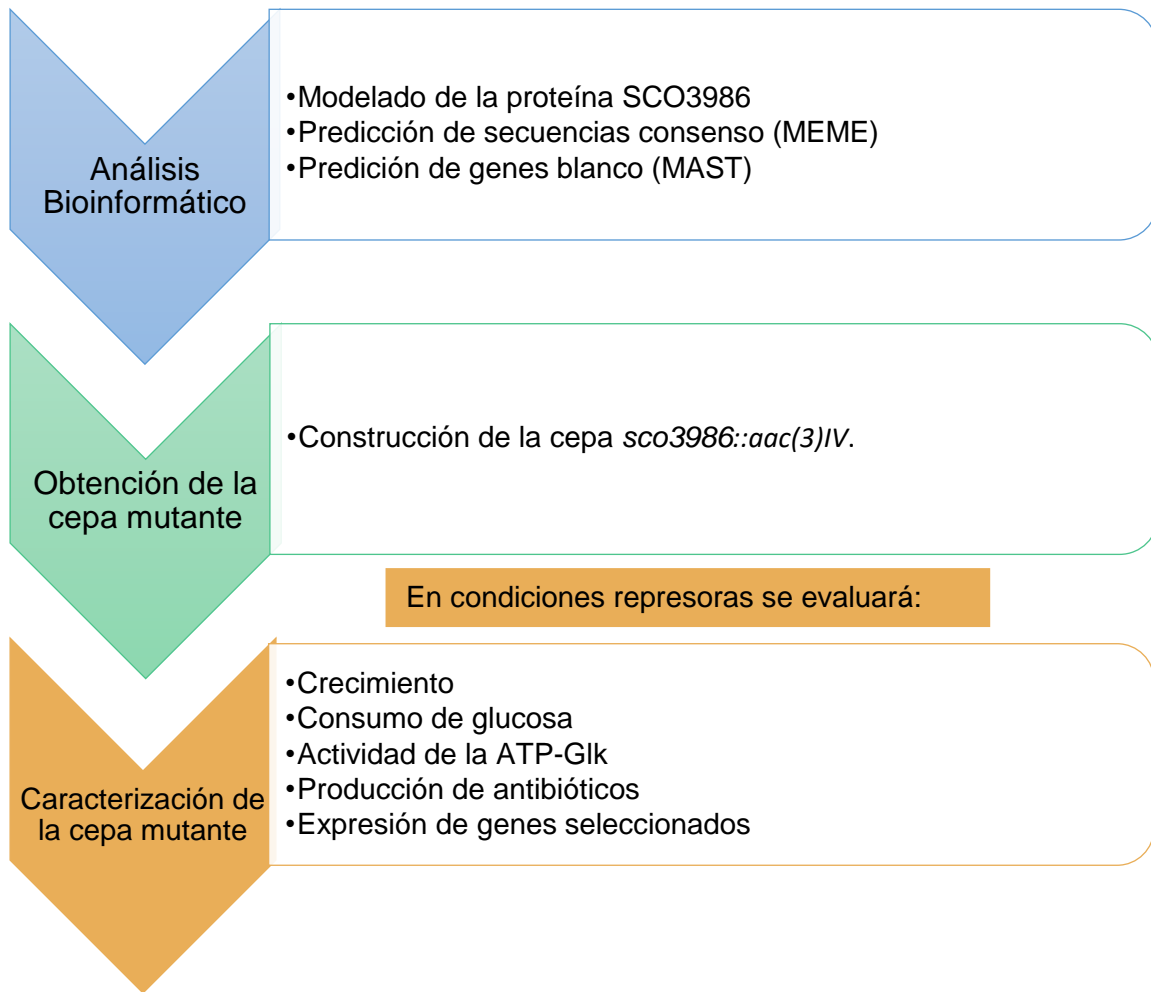 Análisis
Bioinformático
•Modelado de la proteína SCO3986
•Predicción de secuencias consenso (MEME)
•Predición de genes blanco (MAST)
Obtención de la
cepa mutante
•Construcción de la cepa sco3986::aac(3)IV.
En condiciones represoras se evaluará:
Caracterización de
la cepa mutante
•Crecimiento
•Consumo de glucosa
•Actividad de la ATP-Glk
•Producción de antibióticos
•Expresión de genes seleccionados